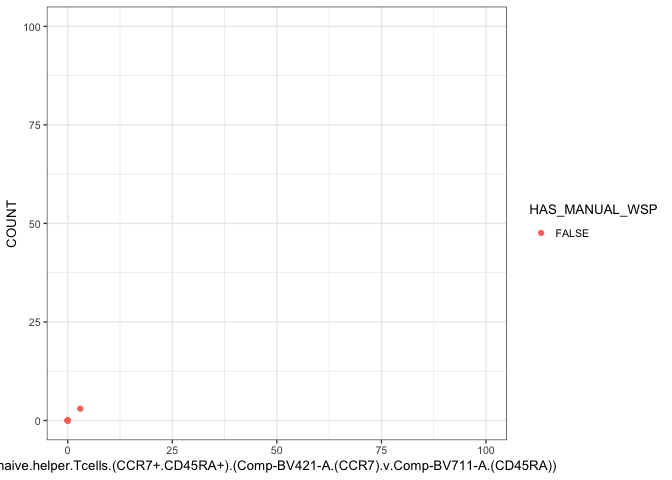 100
75
50
25
0
COUNT
0 25 50 75 100
naive.helper.Tcells.(CCR7+.CD45RA+).(Comp-BV421-A.(CCR7).v.Comp-BV711-A.(CD45RA))
HAS_MANUAL_WSP
FALSE